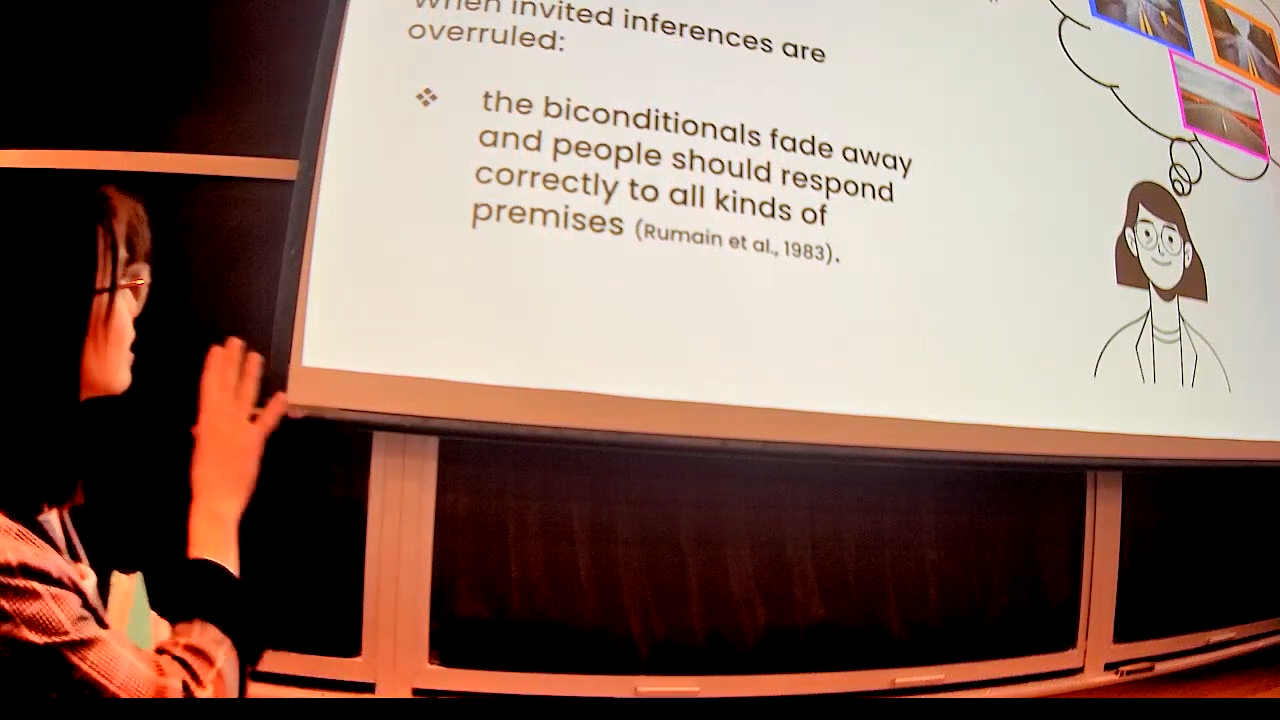 When invited inferences are
overruled:
the biconditionals fade away
and people should respond
correctly to all kinds of
premises (Rumain et al., 1983).